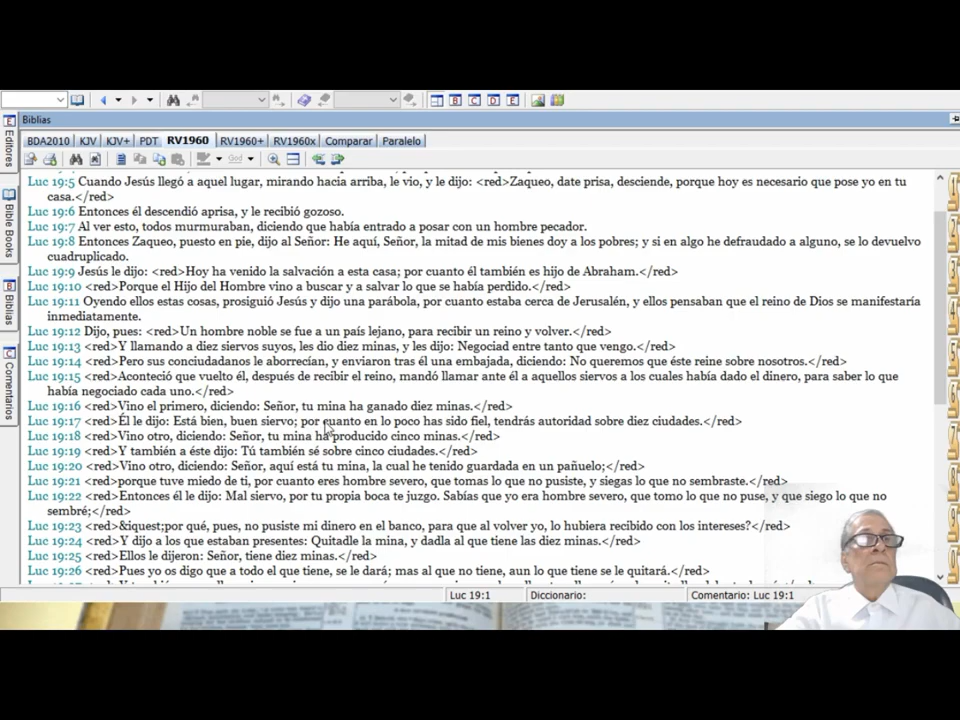 Biblias
BDA2010 KJV KJV+ PDT RV1960 RV1960+ RV1960x Comparar Paralelo
Editores
Bible Books
Biblias
Comentarios
Luc 19:5 Cuando Jesús llegó a aquel lugar, mirando hacia arriba, le vio, y le dijo: <red>Zaqueo, date prisa, desciende, porque hoy es necesario que pose yo en tu
casa.</red>
Luc 19:6 Entonces él descendió aprisa, y le recibió gozoso.
Luc 19:7 Al ver esto, todos murmuraban, diciendo que había entrado a posar con un hombre pecador.
Luc 19:8 Entonces Zaqueo, puesto en pie, dijo al Señor: He aquí, Señor, la mitad de mis bienes doy a los pobres; y si en algo he defraudado a alguno, se lo devuelvo
cuadruplicado.
Luc 19:9 Jesús le dijo: <red>Hoy ha venido la salvación a esta casa; por cuanto él también es hijo de Abraham.</red>
Luc 19:10 <red>Porque el Hijo del Hombre vino a buscar y a salvar lo que se había perdido.</red>
Luc 19:11 Oyendo ellos estas cosas, prosiguió Jesús y dijo una parábola, por cuanto estaba cerca de Jerusalén, y ellos pensaban que el reino de Dios se manifestaría
inmediatamente.
Luc 19:12 Dijo, pues: <red>Un hombre noble se fue a un país lejano, para recibir un reino y volver.</red>
Luc 19:13 <red>Y llamando a diez siervos suyos, les dio diez minas, y les dijo: Negociad entre tanto que vengo.</red>
Luc 19:14 <red>Pero sus conciudadanos le aborrecían, y enviaron tras él una embajada, diciendo: No queremos que éste reine sobre nosotros.</red>
Luc 19:15 <red>Aconteció que vuelto él, después de recibir el reino, mandó llamar ante él a aquellos siervos a los cuales había dado el dinero, para saber lo que
había negociado cada uno.</red>
Luc 19:16 <red>Vino el primero, diciendo: Señor, tu mina ha ganado diez minas.</red>
Luc 19:17 <red>Él le dijo: Está bien, buen siervo; por cuanto en lo poco has sido fiel, tendrás autoridad sobre diez ciudades.</red>
Luc 19:18 <red>Vino otro, diciendo: Señor, tu mina ha producido cinco minas.</red>
Luc 19:19 <red>Y también a éste dijo: Tú también sé sobre cinco ciudades.</red>
Luc 19:20 <red>Vino otro, diciendo: Señor, aquí está tu mina, la cual he tenido guardada en un pañuelo;</red>
Luc 19:21 <red>porque tuve miedo de ti, por cuanto eres hombre severo, que tomas lo que no pusiste, y siegas lo que no sembraste.</red>
Luc 19:22 <red>Entonces él le dijo: Mal siervo, por tu propia boca te juzgo. Sabías que yo era hombre severo, que tomo lo que no puse, y que siego lo que no
sembré;</red>
Luc 19:23 <red>&iquest;por qué, pues, no pusiste mi dinero en el banco, para que al volver yo, lo hubiera recibido con los intereses?</red>
Luc 19:24 <red>Y dijo a los que estaban presentes: Quitadle la mina, y dadla al que tiene las diez minas.</red>
Luc 19:25 <red>Ellos le dijeron: Señor, tiene diez minas.</red>
Luc 19:26 <red>Pues yo os digo que a todo el que tiene, se le dará; mas al que no tiene, aun lo que tiene se le quitará.</red>
Luc 19:1 Diccionario: Comentario: Luc 19:1